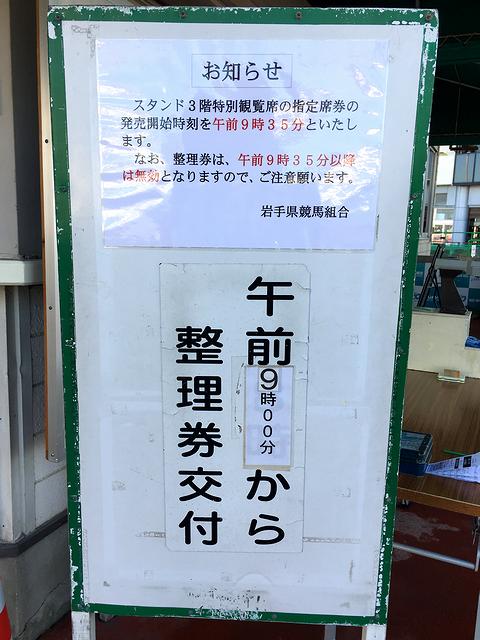 お知らせ
スタンド３階特別観覧席の指定席券の
発売開始時刻を午前９時３５分といたし
ます。
なお、整理券は、午前９時３５分以降
は無効となりますので、ご注意願います。
岩手県競馬組合
午前9時００分から
整理券交付